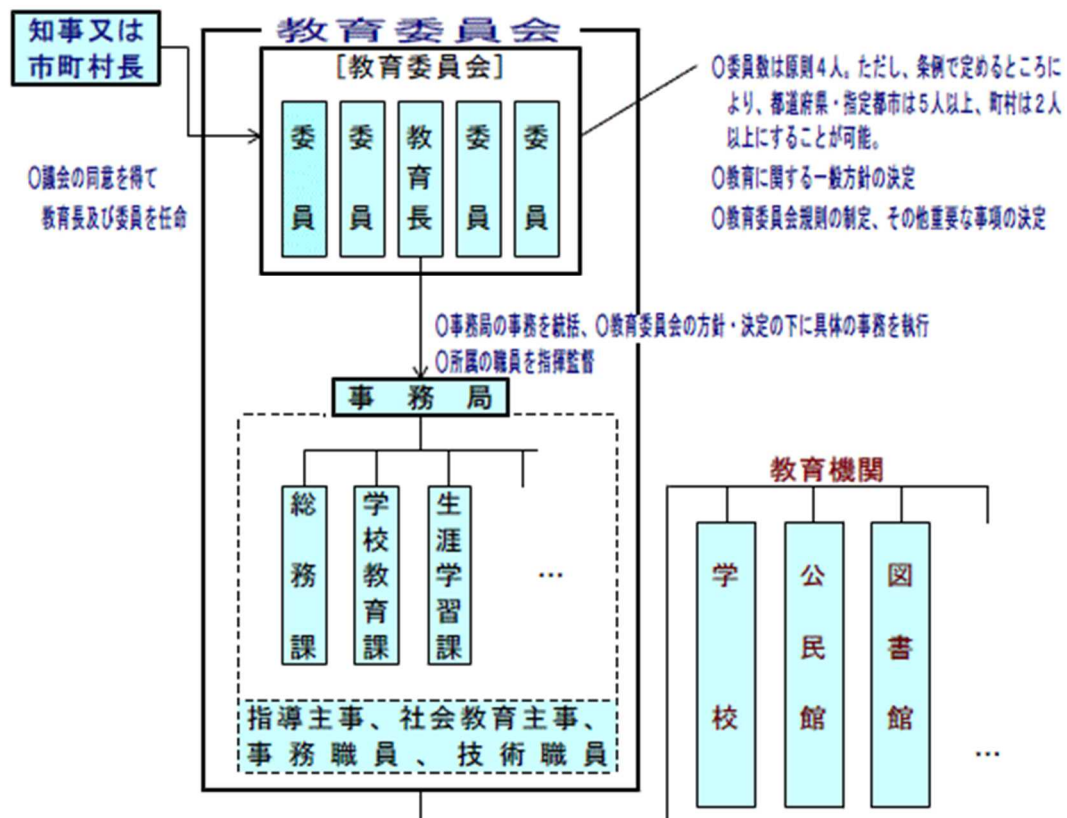 教育委員会
知事又は
市町村長
[教育委員会]
委員
委員
教育長
委員
委員
○議会の同意を得て
教育長及び委員を任命
○委員数は原則4人。ただし、条例で定めるところに
より、都道府県・指定都市は5人以上、町村は2人
以上にすることが可能。
○教育に関する一般方針の決定
○教育委員会規則の制定、その他重要な事項の決定
○事務局の事務を統括、○教育委員会の方針・決定の下に具体の事務を執行
○所属の職員を指揮監督
事務局
総務課
学校教育課
生涯学習課
…
指導主事、社会教育主事、
事務職員、技術職員
教育機関
学校
公民館
図書館
…